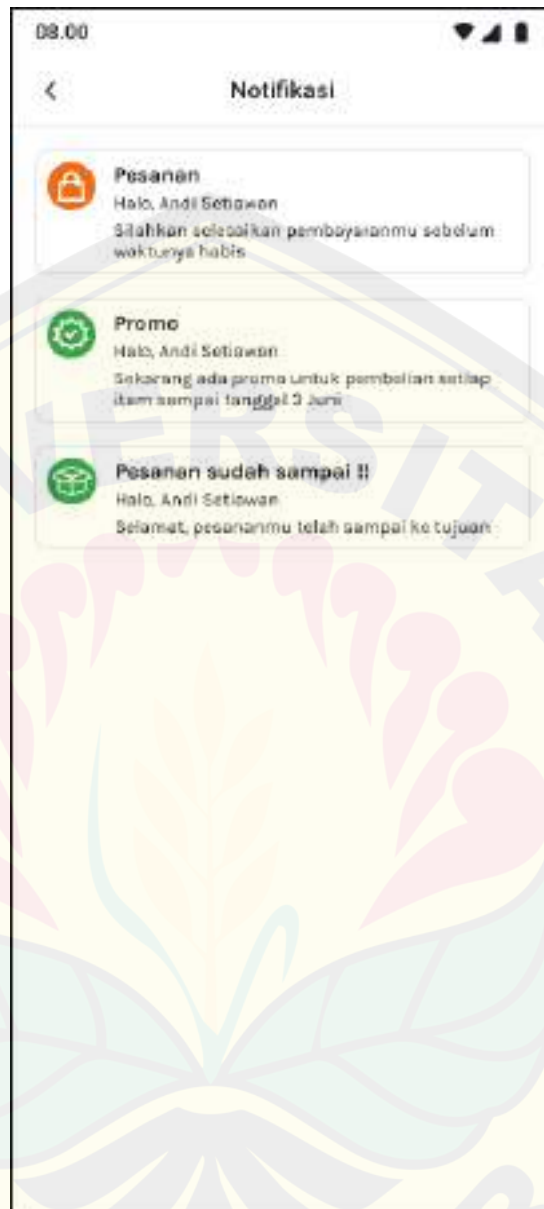 08.00
Notifikasi
Pesanan
Halo, Andi Setiawan
Silahkan selesaikan pembayaranmu sebelum
waktunya habis
Promo
Halo, Andi Setiawan
Sekarang ada promo untuk pembelian setiap
item sampai tanggal Juni
Pesanan sudah sampai !!
Halo, Andi Setiawan
Selamat, pesananmu telah sampai ke tujuan